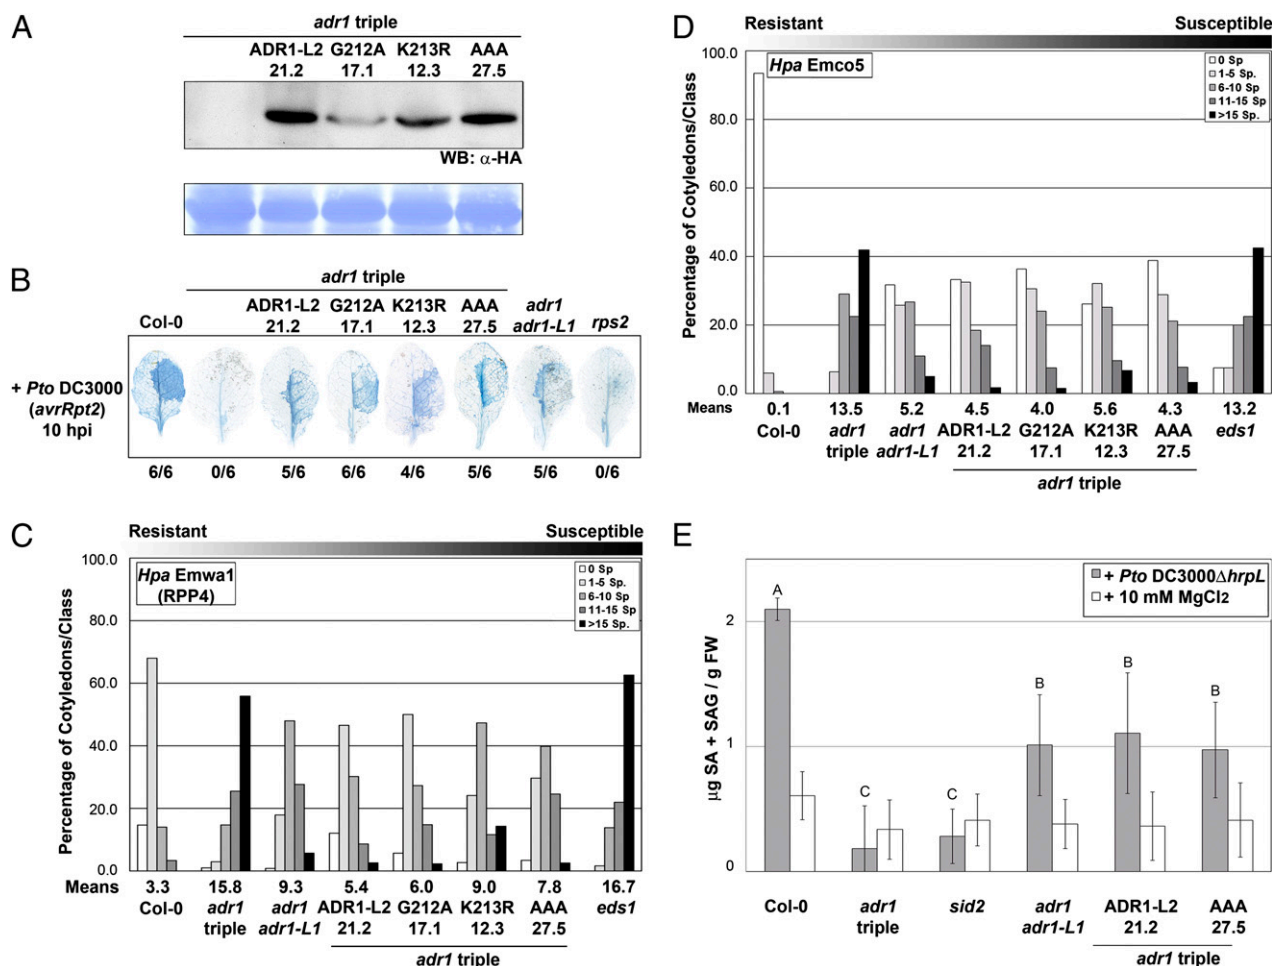 A
adr1 triple
ADR1-L2 G212A K213R AAA
21.2 17.1 12.3 27.5
WB: α-HA
B
adr1 triple
Col-0 ADR1-L2 G212A K213R AAA adr1 rps2
21.2 17.1 12.3 27.5 adr1-L1
+ Pto DC3000
(avrRpt2)
10 hpi
6/6 0/6 5/6 6/6 4/6 5/6 5/6 0/6
C
Resistant Susceptible
Hpa Emwa1
(RPP4)
0 Sp
1-5 Sp.
6-10 Sp
11-15 Sp
>15 Sp.
Percentage of Cotyledons/Class
100.0
80.0
60.0
40.0
20.0
0.0
Means 3.3 15.8 9.3 5.4 6.0 9.0 7.8 16.7
Col-0 adr1 adr1 ADR1-L2 G212A K213R AAA eds1
triple adr1-L1 21.2 17.1 12.3 27.5
adr1 triple
D
Resistant Susceptible
Hpa Emco5
0 Sp
1-5 Sp.
6-10 Sp
11-15 Sp
>15 Sp.
Percentage of Cotyledons/Class
100.0
80.0
60.0
40.0
20.0
0.0
Means 0.1 13.5 5.2 4.5 4.0 5.6 4.3 13.2
Col-0 adr1 adr1 ADR1-L2 G212A K213R AAA eds1
triple adr1-L1 21.2 17.1 12.3 27.5
adr1 triple
E
+ Pto DC3000ΔhrpL
+ 10 mM MgCl2
µg SA + SAG / g FW
2
1
0
A C C B B B
Col-0 adr1 sid2 adr1 ADR1-L2 AAA
triple adr1-L1 21.2 27.5
adr1 triple